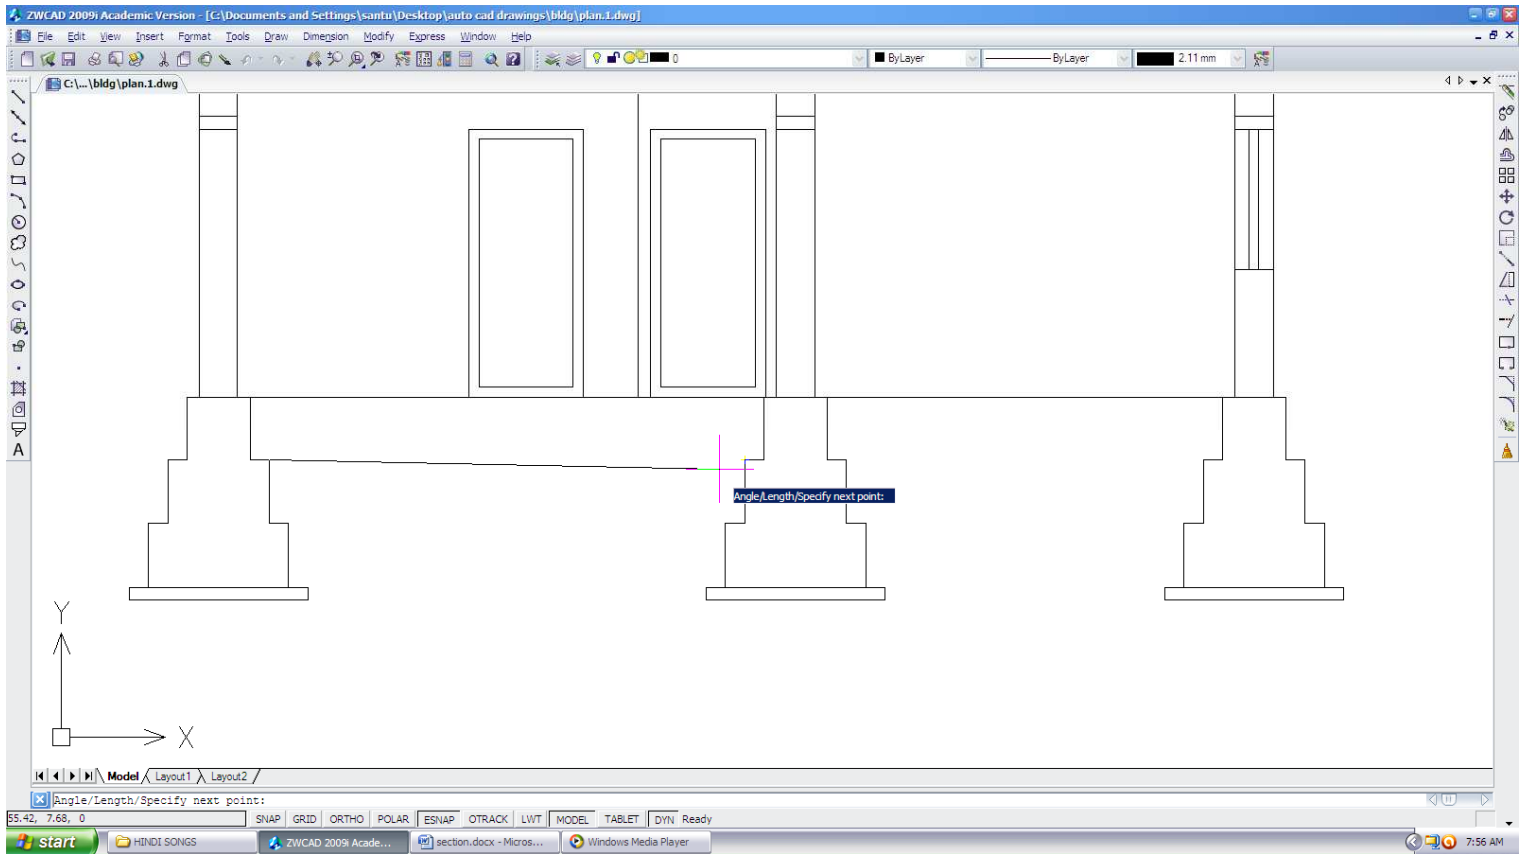 ZWCAD 2009i Academic Version - [C:\Documents and Settings\santu\Desktop\auto cad drawings\bldg\plan.1.dwg]
File Edit View Insert Format Tools Draw Dimension Modify Express Window Help
0 ByLayer ByLayer 2.11 mm
C:\...\bldg\plan.1.dwg
A
Angle/Length/Specify next point:
Y
X
Model Layout1 Layout2
Angle/Length/Specify next point:
55.42, 7.68, 0 SNAP GRID ORTHO POLAR ESNAP OTRACK LWT MODEL TABLET DYN Ready
start HINDI SONGS ZWCAD 2009i Acade... section.docx - Micros... Windows Media Player 7:56 AM